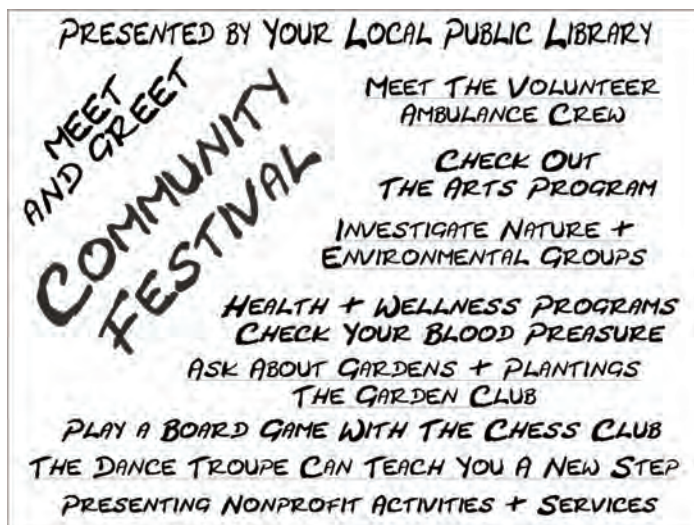 PRESENTED BY YOUR LOCAL PUBLIC LIBRARY
MEET
AND GREET
COMMUNITY
FESTIVAL
MEET THE VOLUNTEER
AMBULANCE CREW
CHECK OUT
THE ARTS PROGRAM
INVESTIGATE NATURE +
ENVIRONMENTAL GROUPS
HEALTH + WELLNESS PROGRAMS
CHECK YOUR BLOOD PREASURE
ASK ABOUT GARDENS + PLANTINGS
THE GARDEN CLUB
PLAY A BOARD GAME WITH THE CHESS CLUB
THE DANCE TROUPE CAN TEACH YOU A NEW STEP
PRESENTING NONPROFIT ACTIVITIES + SERVICES